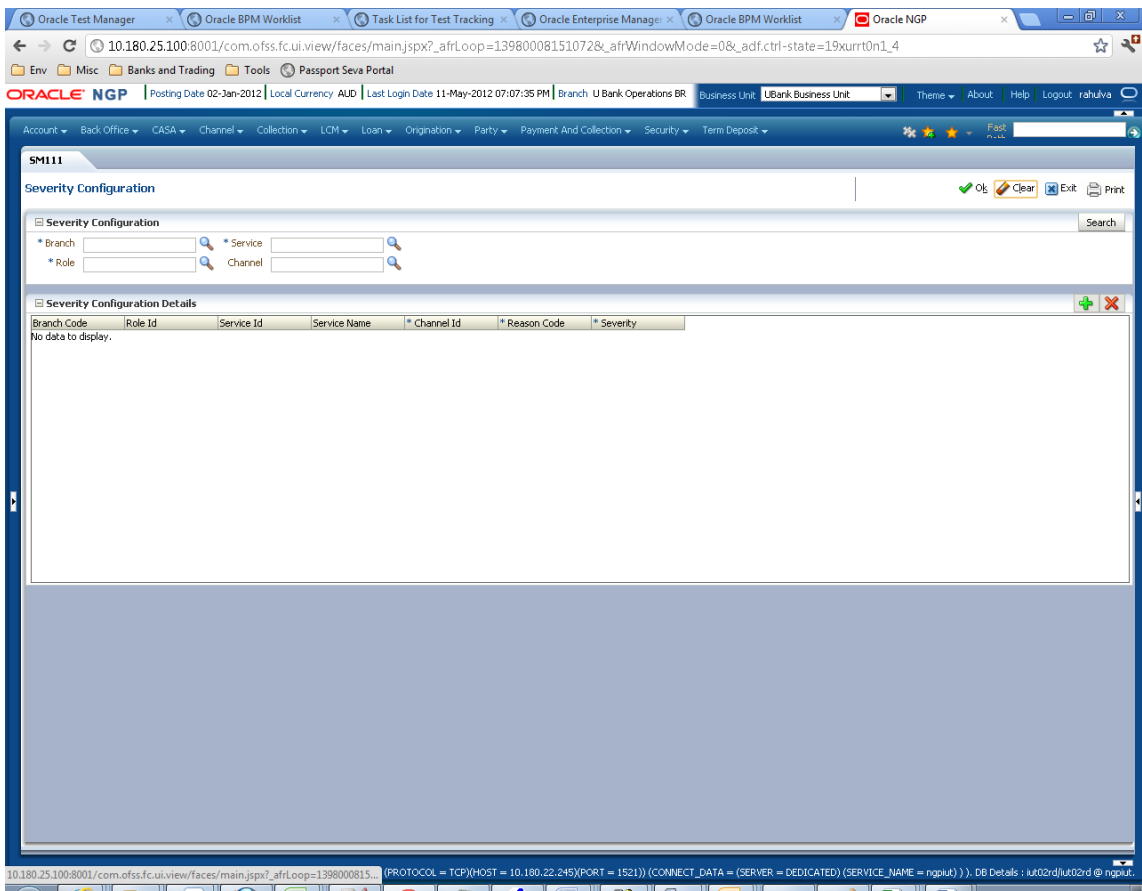 Oracle Test Manager
Oracle BPM Worklist
Task List for Test Tracking
Oracle Enterprise Manager
Oracle BPM Worklist
Oracle NGP
10.180.25.100:8001/com.ofss.fc.ui.view/faces/main.jspx?_afrLoop=13980008151072&_afrWindowMode=0&_adf.ctrl-state=19xurrt0n1_4
Env Misc Banks and Trading Tools Passport Seva Portal
ORACLE NGP Posting Date 02-Jan-2012 Local Currency AUD Last Login Date 11-May-2012 07:07:35 PM Branch U Bank Operations BR Business Unit UBank Business Unit Theme About Help Logout rahulva
Account Back Office CASA Channel Collection LCM Loan Origination Party Payment And Collection Security Term Deposit Fast
SM111
Severity Configuration Ok Clear Exit Print
Severity Configuration Search
* Branch * Service
* Role Channel
Severity Configuration Details
Branch Code Role Id Service Id Service Name * Channel Id * Reason Code * Severity
No data to display.
10.180.25.100:8001/com.ofss.fc.ui.view/faces/main.jspx?_afrLoop=1398000815... (PROTOCOL = TCP)(HOST = 10.180.22.245)(PORT = 1521)) (CONNECT_DATA = (SERVER = DEDICATED) (SERVICE_NAME = ngpiut) ) ). DB Details : iut02rd/iut02rd @ ngpiut.